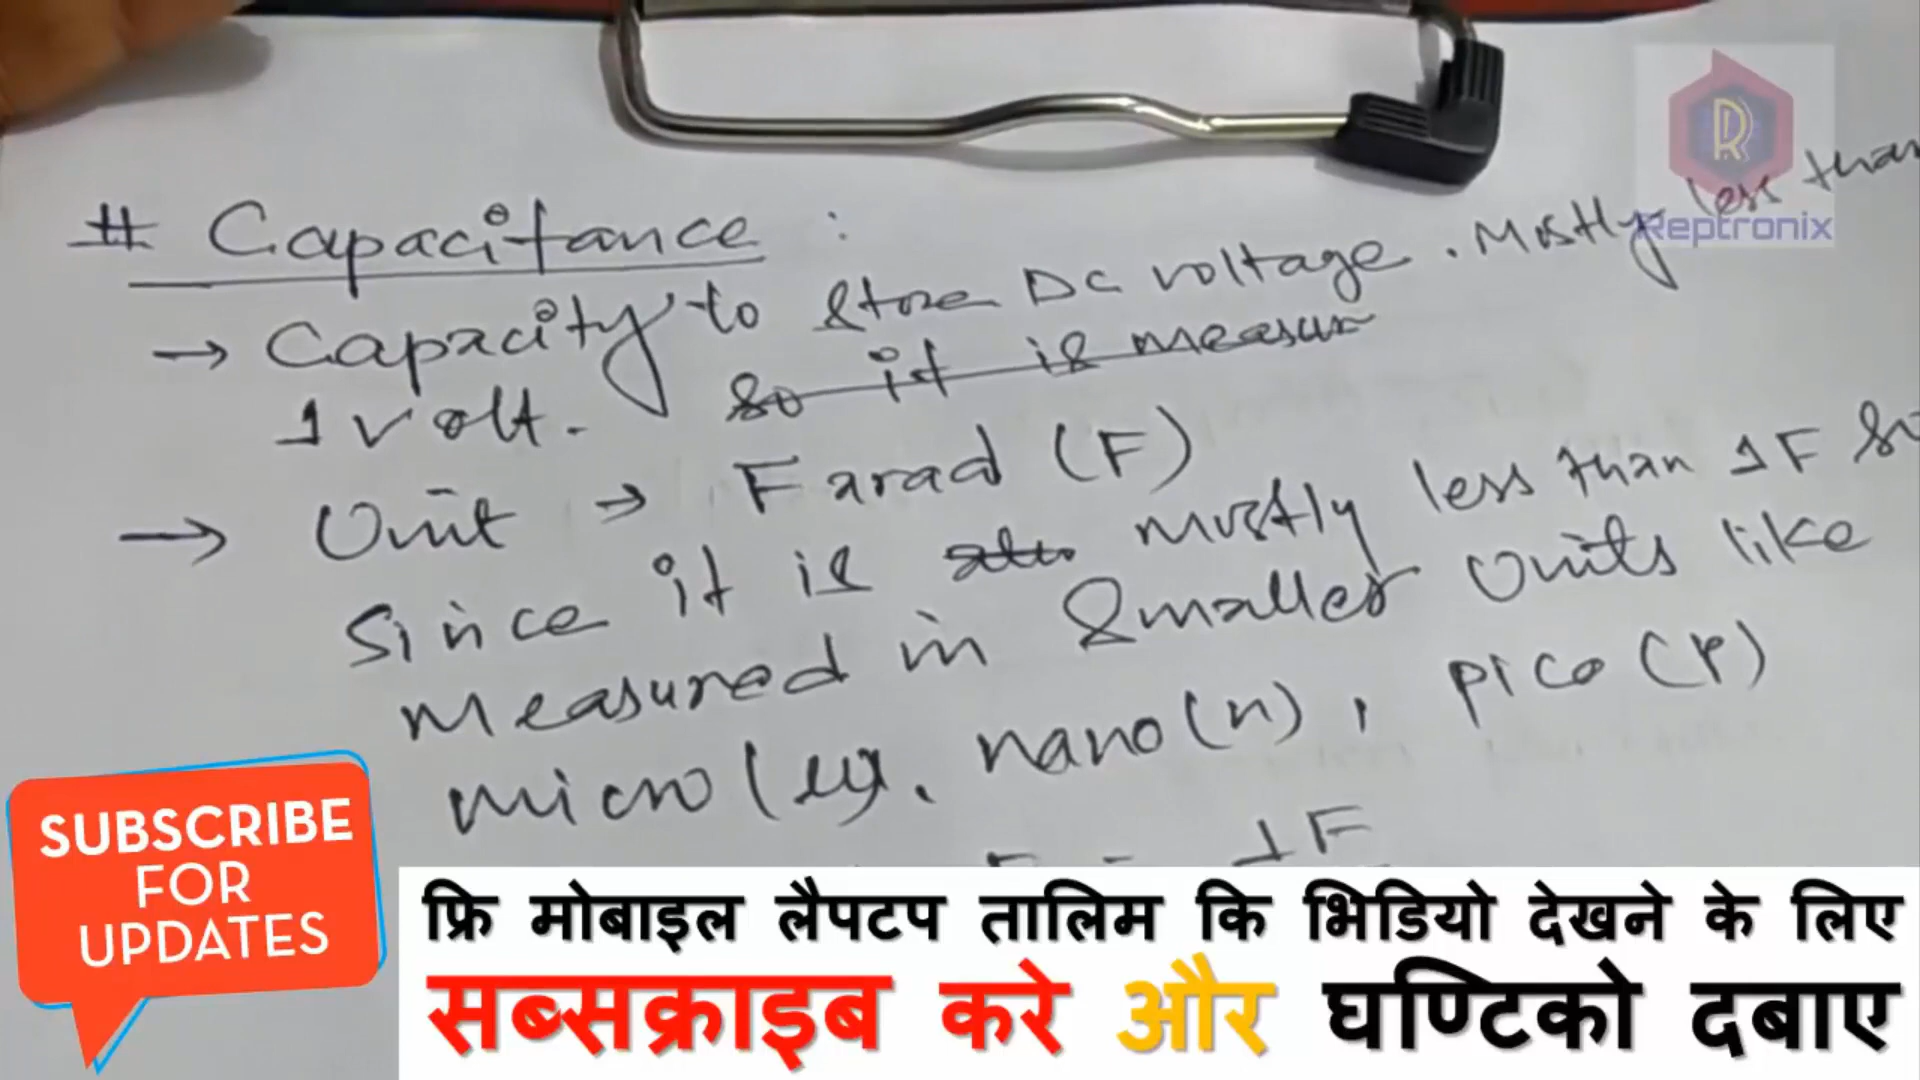 # Capacitance :
→ Capacity to store DC voltage. Mostly less than
1 volt. so it is measur
→ Unit → Farad (F)
Since it is mostly less than 1F so
measured in smaller units like
micro (μ), nano (n), pico (p)
1F
Reptronix
SUBSCRIBE
FOR
UPDATES
फ्रि मोबाइल लैपटप तालिम कि भिडियो देखने के लिए
सब्सक्राइब करे और घण्टिको दबाए